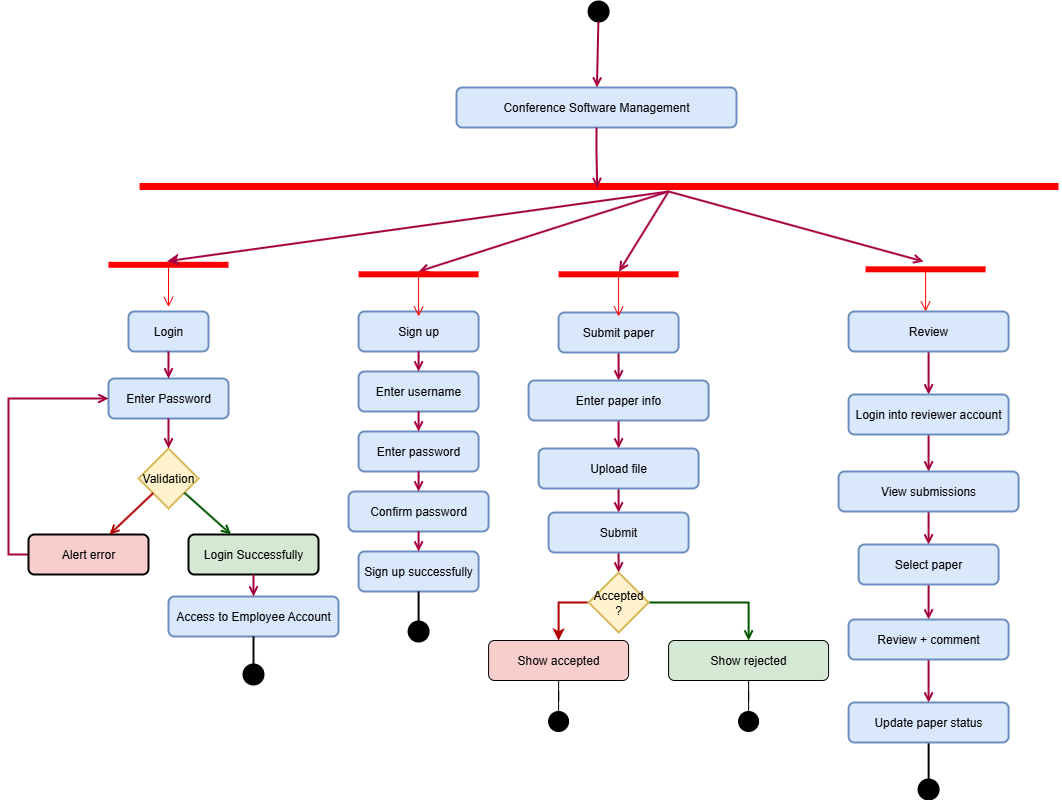 Conference Software Management
Login
Enter Password
Validation
Alert error
Login Successfully
Access to Employee Account
Sign up
Enter username
Enter password
Confirm password
Sign up successfully
Submit paper
Enter paper info
Upload file
Submit
Accepted
?
Show accepted
Show rejected
Review
Login into reviewer account
View submissions
Select paper
Review + comment
Update paper status